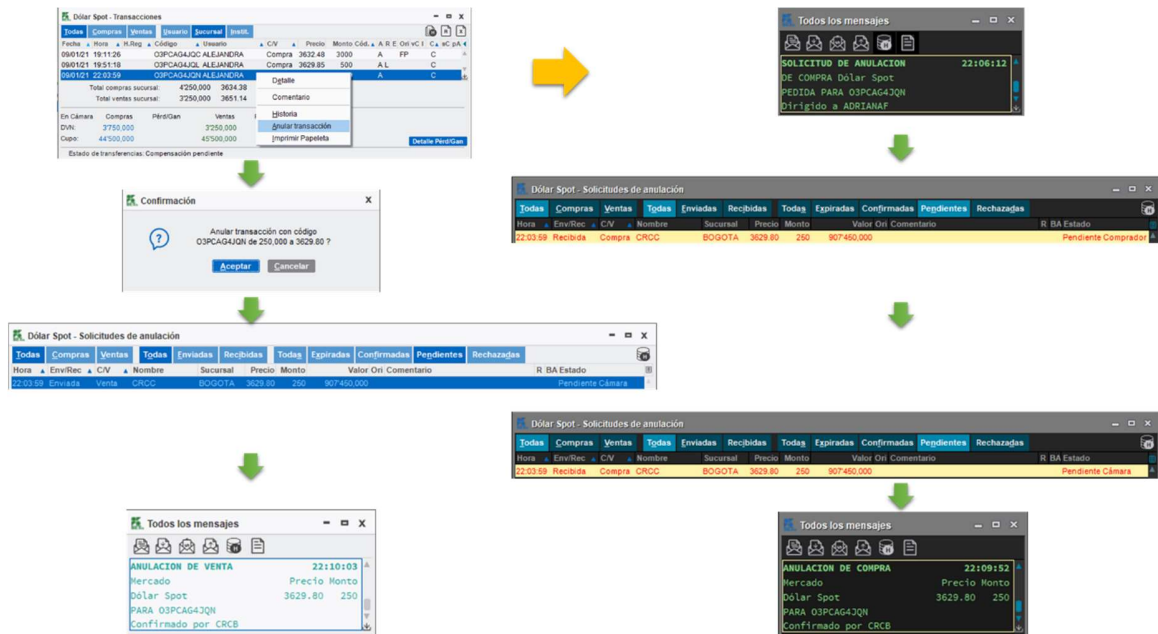 Dólar Spot - Transacciones
Todas Compras Ventas Usuario Sucursal Instit.
Fecha Hora H.Reg Código Usuario C/V Precio Monto Cód. A R E Ori vC I C sC pA
09/01/21 19:11:26 O3PCAG4JQC ALEJANDRA Compra 3632.48 3000 A FP C
09/01/21 19:51:18 O3PCAG4JQL ALEJANDRA Compra 3629.85 500 A L C
09/01/21 22:03:59 O3PCAG4JQN ALEJANDRA A C
Total compras sucursal: 4'250,000 3634.38
Total ventas sucursal: 3'250,000 3651.14
En Cámara Compras Pérd/Gan Ventas
DVN: 3'750,000 3'250,000
Cupo: 44'500,000 45'500,000
Detalle Pérd/Gan
Estado de transferencias: Compensación pendiente
Detalle
Comentario
Historia
Anular transacción
Imprimir Papeleta
Todos los mensajes
SOLICITUD DE ANULACION 22:06:12
DE COMPRA Dólar Spot
PEDIDA PARA O3PCAG4JQN
Dirigido a ADRIANAF
Confirmación
Anular transacción con código
O3PCAG4JQN de 250,000 a 3629.80 ?
Aceptar Cancelar
Dólar Spot - Solicitudes de anulación
Todas Compras Ventas Todas Enviadas Recibidas Todas Expiradas Confirmadas Pendientes Rechazadas
Hora Env/Rec C/V Nombre Sucursal Precio Monto Valor Ori Comentario R BA Estado
22:03:59 Recibida Compra CRCC BOGOTA 3629.80 250 907'450,000 Pendiente Comprador
Dólar Spot - Solicitudes de anulación
Todas Compras Ventas Todas Enviadas Recibidas Todas Expiradas Confirmadas Pendientes Rechazadas
Hora Env/Rec C/V Nombre Sucursal Precio Monto Valor Ori Comentario R BA Estado
22:03:59 Enviada Venta CRCC BOGOTA 3629.80 250 907'450,000 Pendiente Cámara
Dólar Spot - Solicitudes de anulación
Todas Compras Ventas Todas Enviadas Recibidas Todas Expiradas Confirmadas Pendientes Rechazadas
Hora Env/Rec C/V Nombre Sucursal Precio Monto Valor Ori Comentario R BA Estado
22:03:59 Recibida Compra CRCC BOGOTA 3629.80 250 907'450,000 Pendiente Cámara
Todos los mensajes
ANULACION DE VENTA 22:10:03
Mercado Precio Monto
Dólar Spot 3629.80 250
PARA O3PCAG4JQN
Confirmado por CRCB
Todos los mensajes
ANULACION DE COMPRA 22:09:52
Mercado Precio Monto
Dólar Spot 3629.80 250
PARA O3PCAG4JQN
Confirmado por CRCB